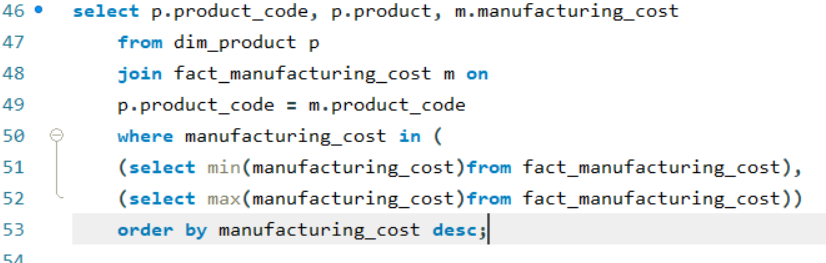 46 select p.product_code, p.product, m.manufacturing_cost
47 from dim_product p
48 join fact_manufacturing_cost m on
49 p.product_code = m.product_code
50 where manufacturing_cost in (
51 (select min(manufacturing_cost)from fact_manufacturing_cost),
52 (select max(manufacturing_cost)from fact_manufacturing_cost))
53 order by manufacturing_cost desc;
54